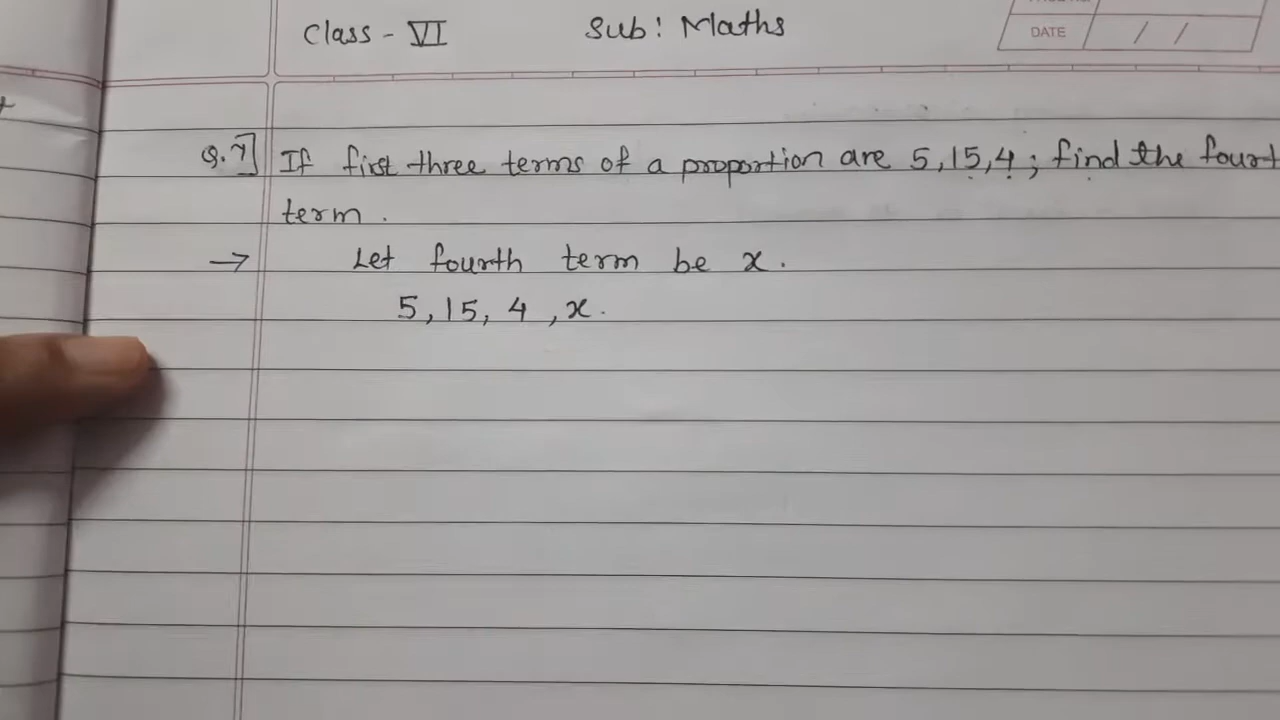 Class - VI Sub: Maths
DATE / /
Q.7] If first three terms of a proportion are 5,15,4; find the fourt
term.
→ Let fourth term be x.
5,15, 4 ,x.